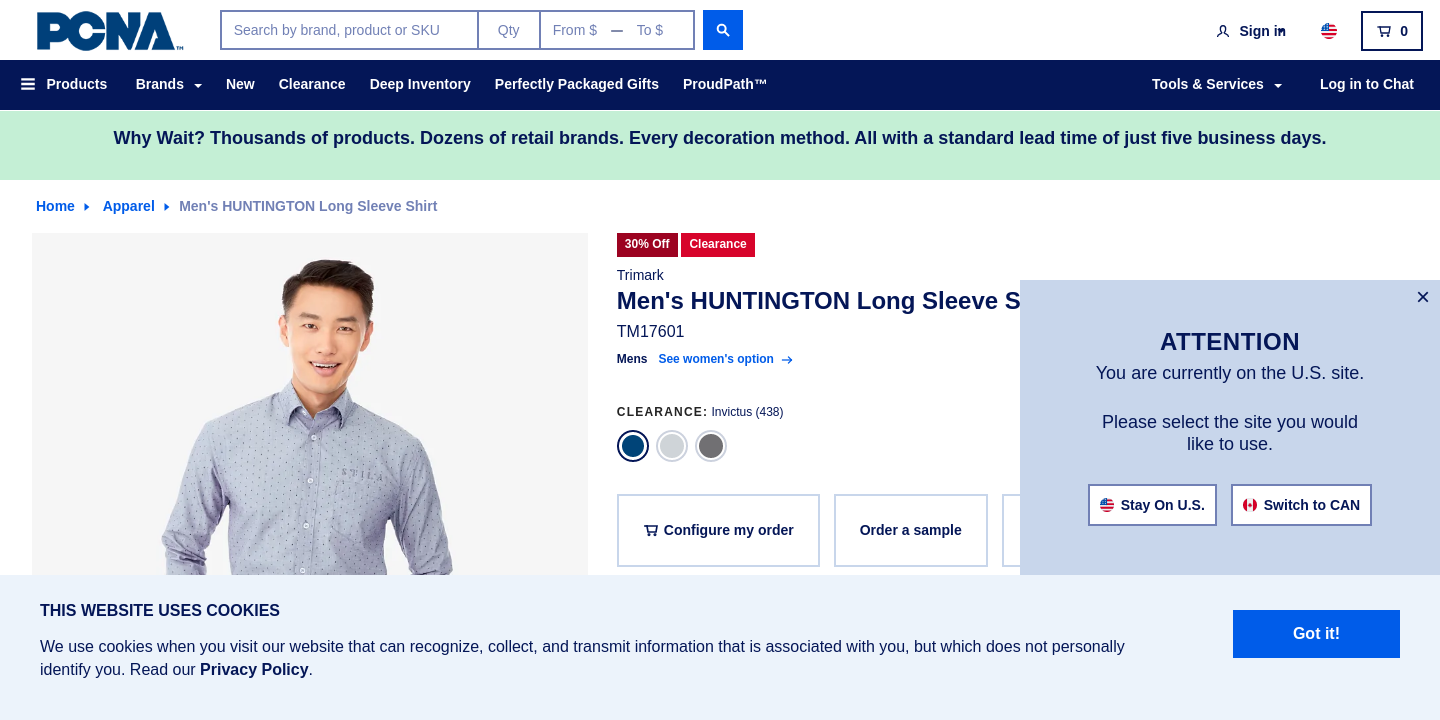 PCNA™
Search by brand, product or SKU
Qty
From $ — To $
Sign in
0
Products
Brands
New
Clearance
Deep Inventory
Perfectly Packaged Gifts
ProudPath™
Tools & Services
Log in to Chat
Why Wait? Thousands of products. Dozens of retail brands. Every decoration method. All with a standard lead time of just five business days.
Home
Apparel
Men's HUNTINGTON Long Sleeve Shirt
30% Off
Clearance
Trimark
Men's HUNTINGTON Long Sleeve S
TM17601
Mens See women's option
CLEARANCE: Invictus (438)
Configure my order
Order a sample
×
ATTENTION
You are currently on the U.S. site.
Please select the site you would
like to use.
Stay On U.S.
Switch to CAN
THIS WEBSITE USES COOKIES
We use cookies when you visit our website that can recognize, collect, and transmit information that is associated with you, but which does not personally
identify you. Read our Privacy Policy.
Got it!